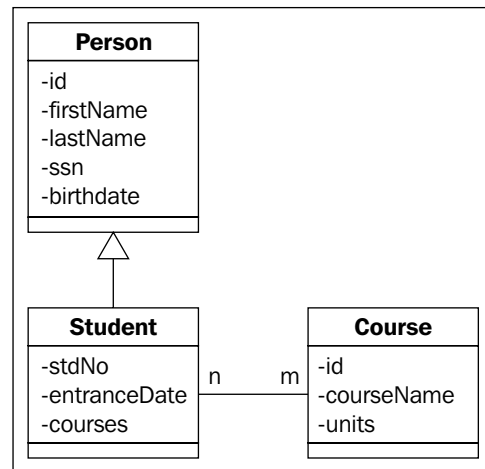 Person
-id
-firstName
-lastName
-ssn
-birthdate
Student
-stdNo
-entranceDate
-courses
n m
Course
-id
-courseName
-units